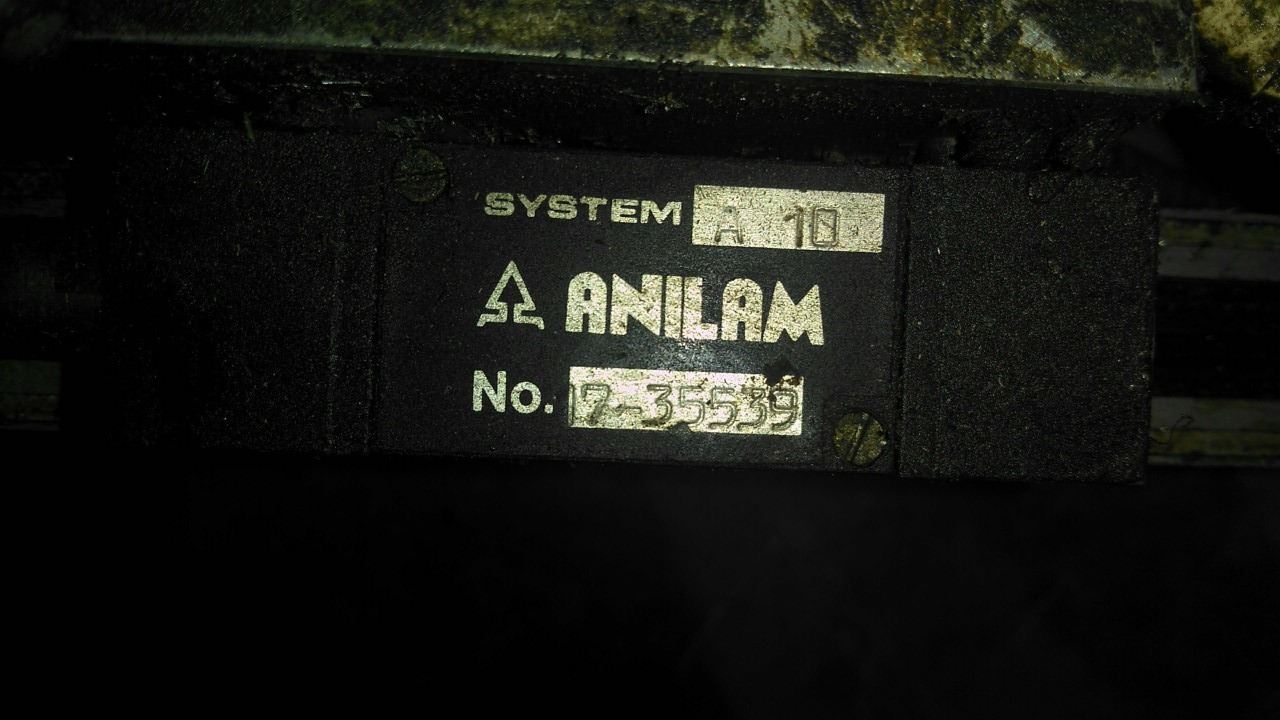 SYSTEM A 10
ANILAM
No. 17-35539